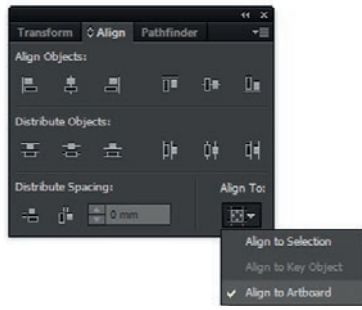 Transform Align Pathfinder
Align Objects:
Distribute Objects:
Distribute Spacing: Align To:
0 mm
Align to Selection
Align to Key Object
Align to Artboard